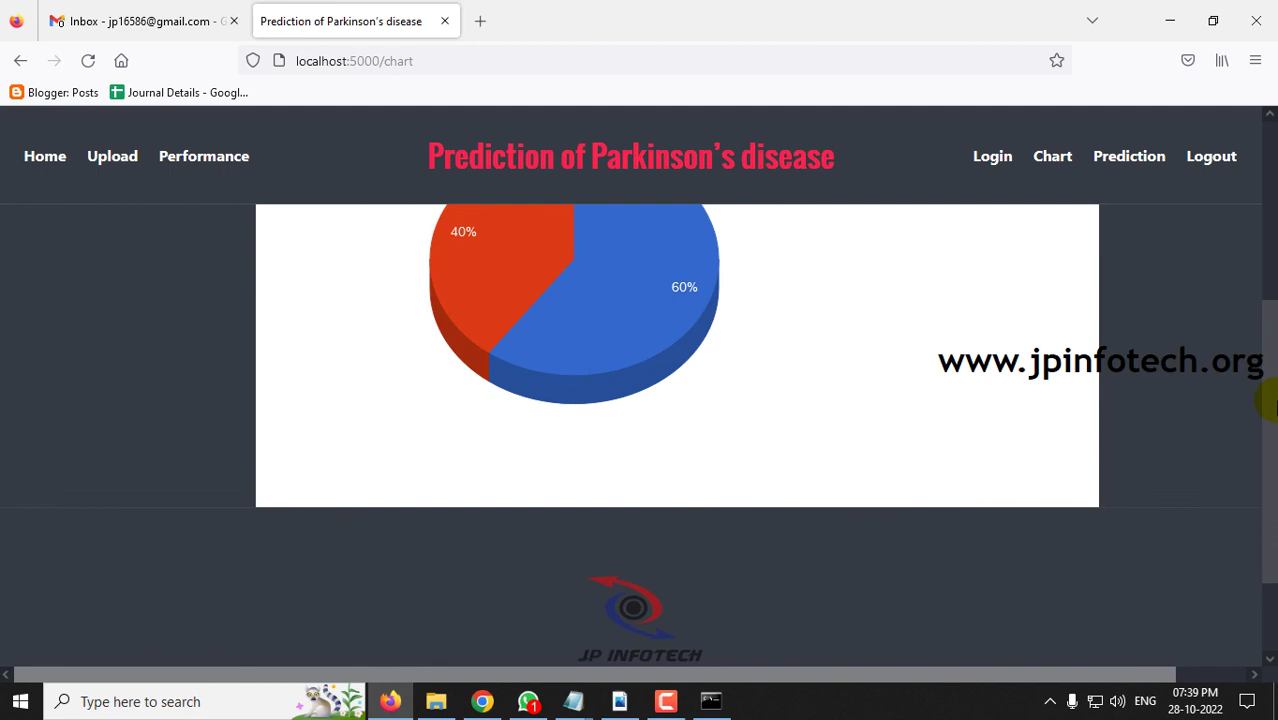 Inbox - jp16586@gmail.com - G
Prediction of Parkinson's disease
localhost:5000/chart
Blogger: Posts
Journal Details - Googl...
Home
Upload
Performance
Prediction of Parkinson's disease
Login
Chart
Prediction
Logout
40%
60%
www.jpinfotech.org
JP INFOTECH
Type here to search
1
ENG
07:39 PM
28-10-2022